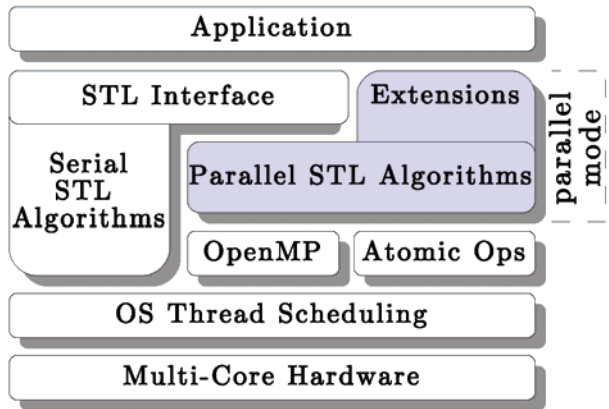 Application
STL Interface
Extensions
parallel
mode
Serial
STL
Algorithms
Parallel STL Algorithms
OpenMP
Atomic Ops
OS Thread Scheduling
Multi-Core Hardware